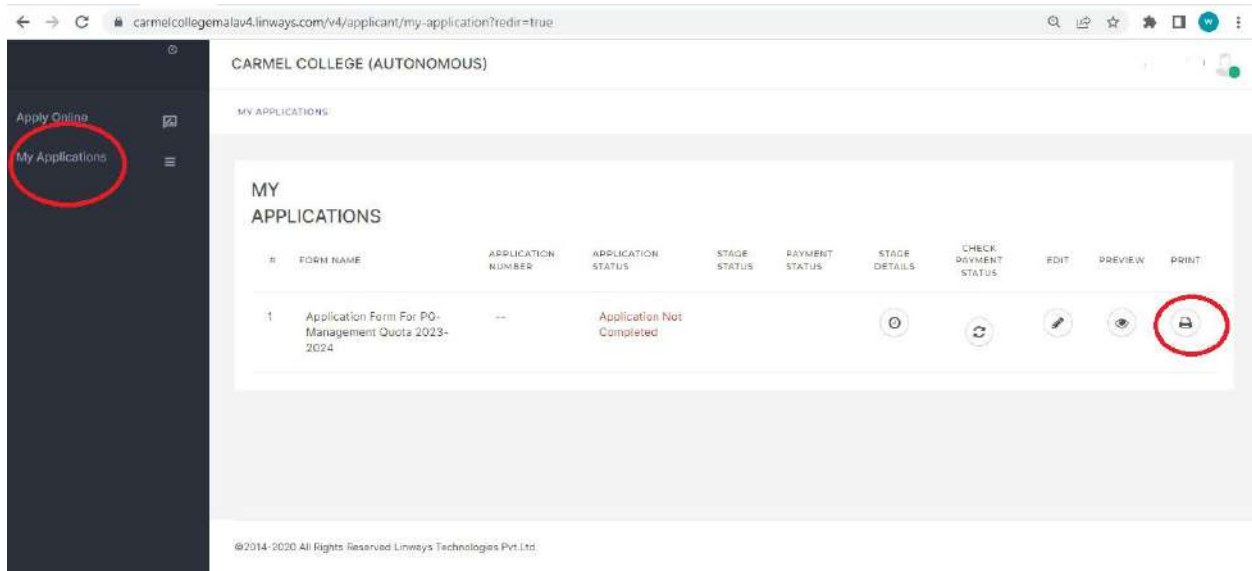 carmelcollegemalav4.linways.com/v4/applicant/my-application?redir=true
W
CARMEL COLLEGE (AUTONOMOUS)
Apply Online
My Applications
MY APPLICATIONS
MY
APPLICATIONS
#
FORM NAME
APPLICATION
NUMBER
APPLICATION
STATUS
STAGE
STATUS
PAYMENT
STATUS
STAGE
DETAILS
CHECK
PAYMENT
STATUS
EDIT
PREVIEW
PRINT
1
Application Form For PG-
Management Quota 2023-
2024
--
Application Not
Completed
©2014-2020 All Rights Reserved Linways Technologies Pvt.Ltd.